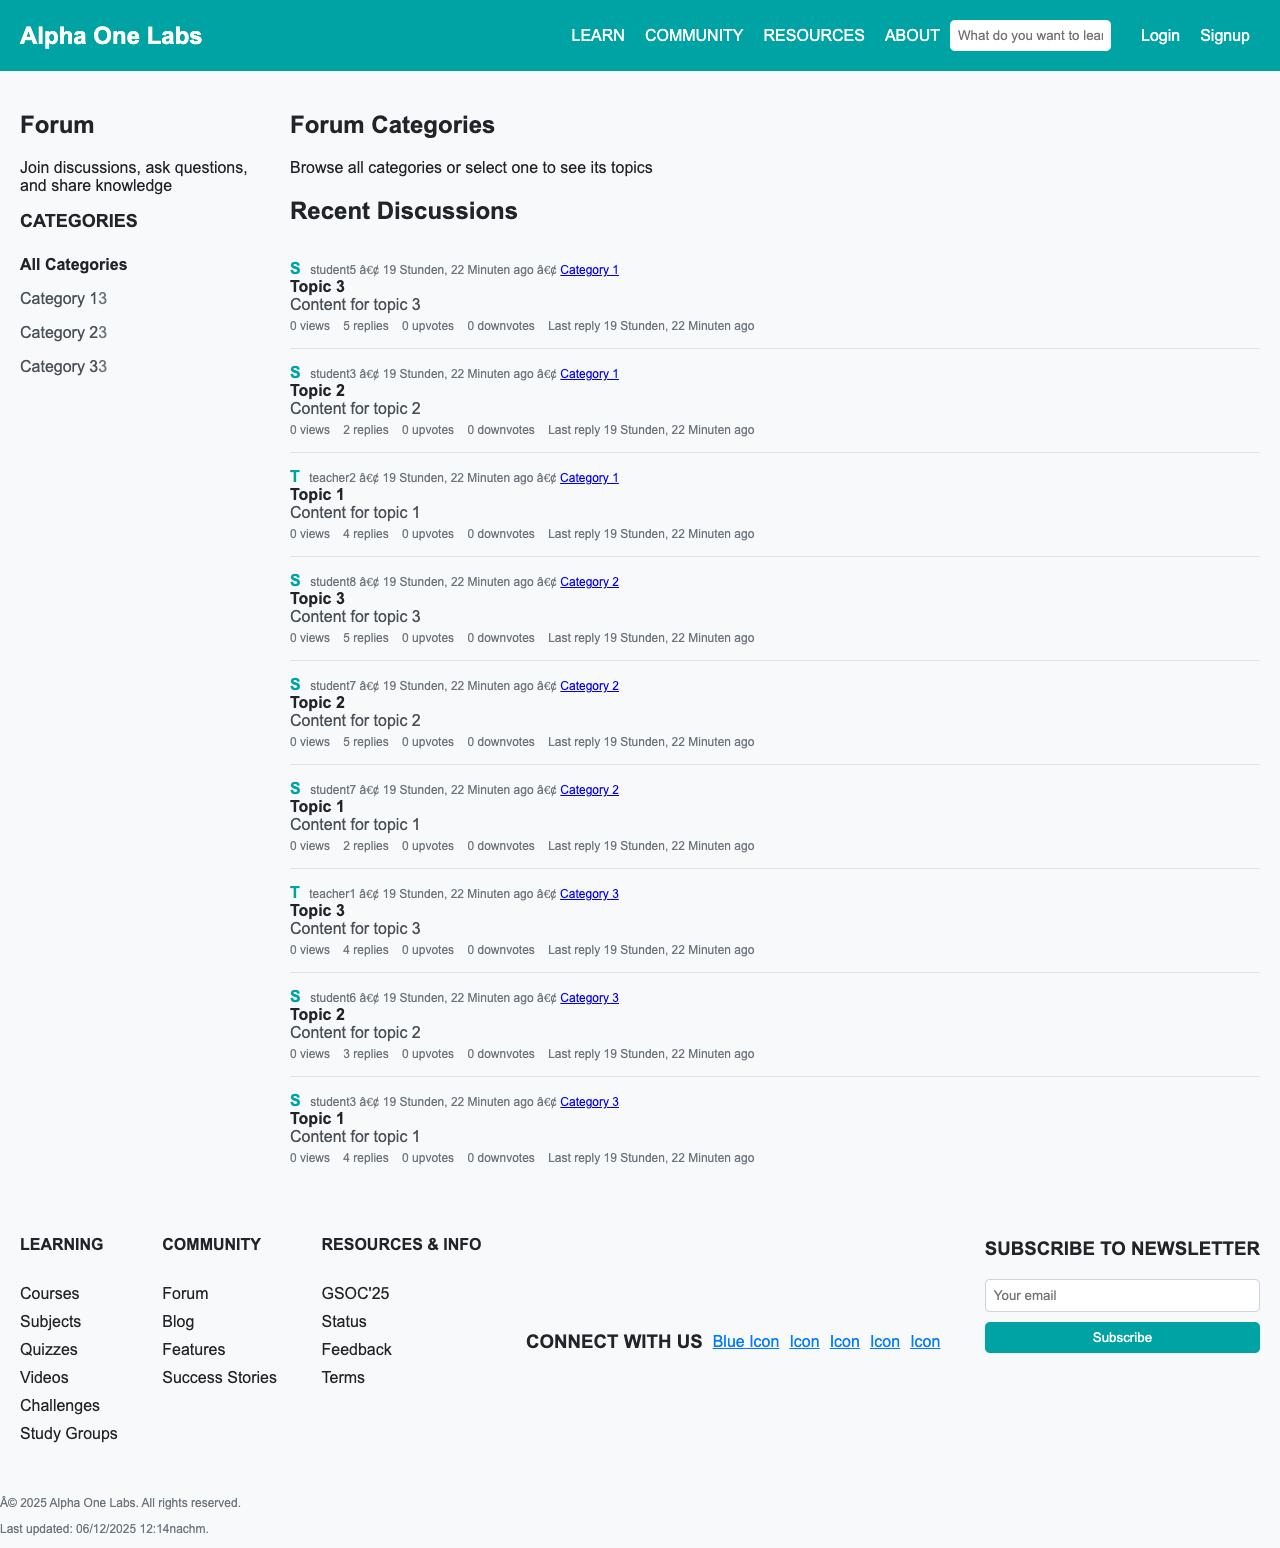 Alpha One Labs
LEARN COMMUNITY RESOURCES ABOUT What do you want to lear Login Signup
Forum
Join discussions, ask questions,
and share knowledge
CATEGORIES
All Categories
Category 13
Category 23
Category 33
Forum Categories
Browse all categories or select one to see its topics
Recent Discussions
S student5 â€¢ 19 Stunden, 22 Minuten ago â€¢ Category 1
Topic 3
Content for topic 3
0 views 5 replies 0 upvotes 0 downvotes Last reply 19 Stunden, 22 Minuten ago
S student3 â€¢ 19 Stunden, 22 Minuten ago â€¢ Category 1
Topic 2
Content for topic 2
0 views 2 replies 0 upvotes 0 downvotes Last reply 19 Stunden, 22 Minuten ago
T teacher2 â€¢ 19 Stunden, 22 Minuten ago â€¢ Category 1
Topic 1
Content for topic 1
0 views 4 replies 0 upvotes 0 downvotes Last reply 19 Stunden, 22 Minuten ago
S student8 â€¢ 19 Stunden, 22 Minuten ago â€¢ Category 2
Topic 3
Content for topic 3
0 views 5 replies 0 upvotes 0 downvotes Last reply 19 Stunden, 22 Minuten ago
S student7 â€¢ 19 Stunden, 22 Minuten ago â€¢ Category 2
Topic 2
Content for topic 2
0 views 5 replies 0 upvotes 0 downvotes Last reply 19 Stunden, 22 Minuten ago
S student7 â€¢ 19 Stunden, 22 Minuten ago â€¢ Category 2
Topic 1
Content for topic 1
0 views 2 replies 0 upvotes 0 downvotes Last reply 19 Stunden, 22 Minuten ago
T teacher1 â€¢ 19 Stunden, 22 Minuten ago â€¢ Category 3
Topic 3
Content for topic 3
0 views 4 replies 0 upvotes 0 downvotes Last reply 19 Stunden, 22 Minuten ago
S student6 â€¢ 19 Stunden, 22 Minuten ago â€¢ Category 3
Topic 2
Content for topic 2
0 views 3 replies 0 upvotes 0 downvotes Last reply 19 Stunden, 22 Minuten ago
S student3 â€¢ 19 Stunden, 22 Minuten ago â€¢ Category 3
Topic 1
Content for topic 1
0 views 4 replies 0 upvotes 0 downvotes Last reply 19 Stunden, 22 Minuten ago
LEARNING
Courses
Subjects
Quizzes
Videos
Challenges
Study Groups
COMMUNITY
Forum
Blog
Features
Success Stories
RESOURCES & INFO
GSOC'25
Status
Feedback
Terms
CONNECT WITH US Blue Icon Icon Icon Icon Icon
SUBSCRIBE TO NEWSLETTER
Your email
Subscribe
Â© 2025 Alpha One Labs. All rights reserved.
Last updated: 06/12/2025 12:14nachm.